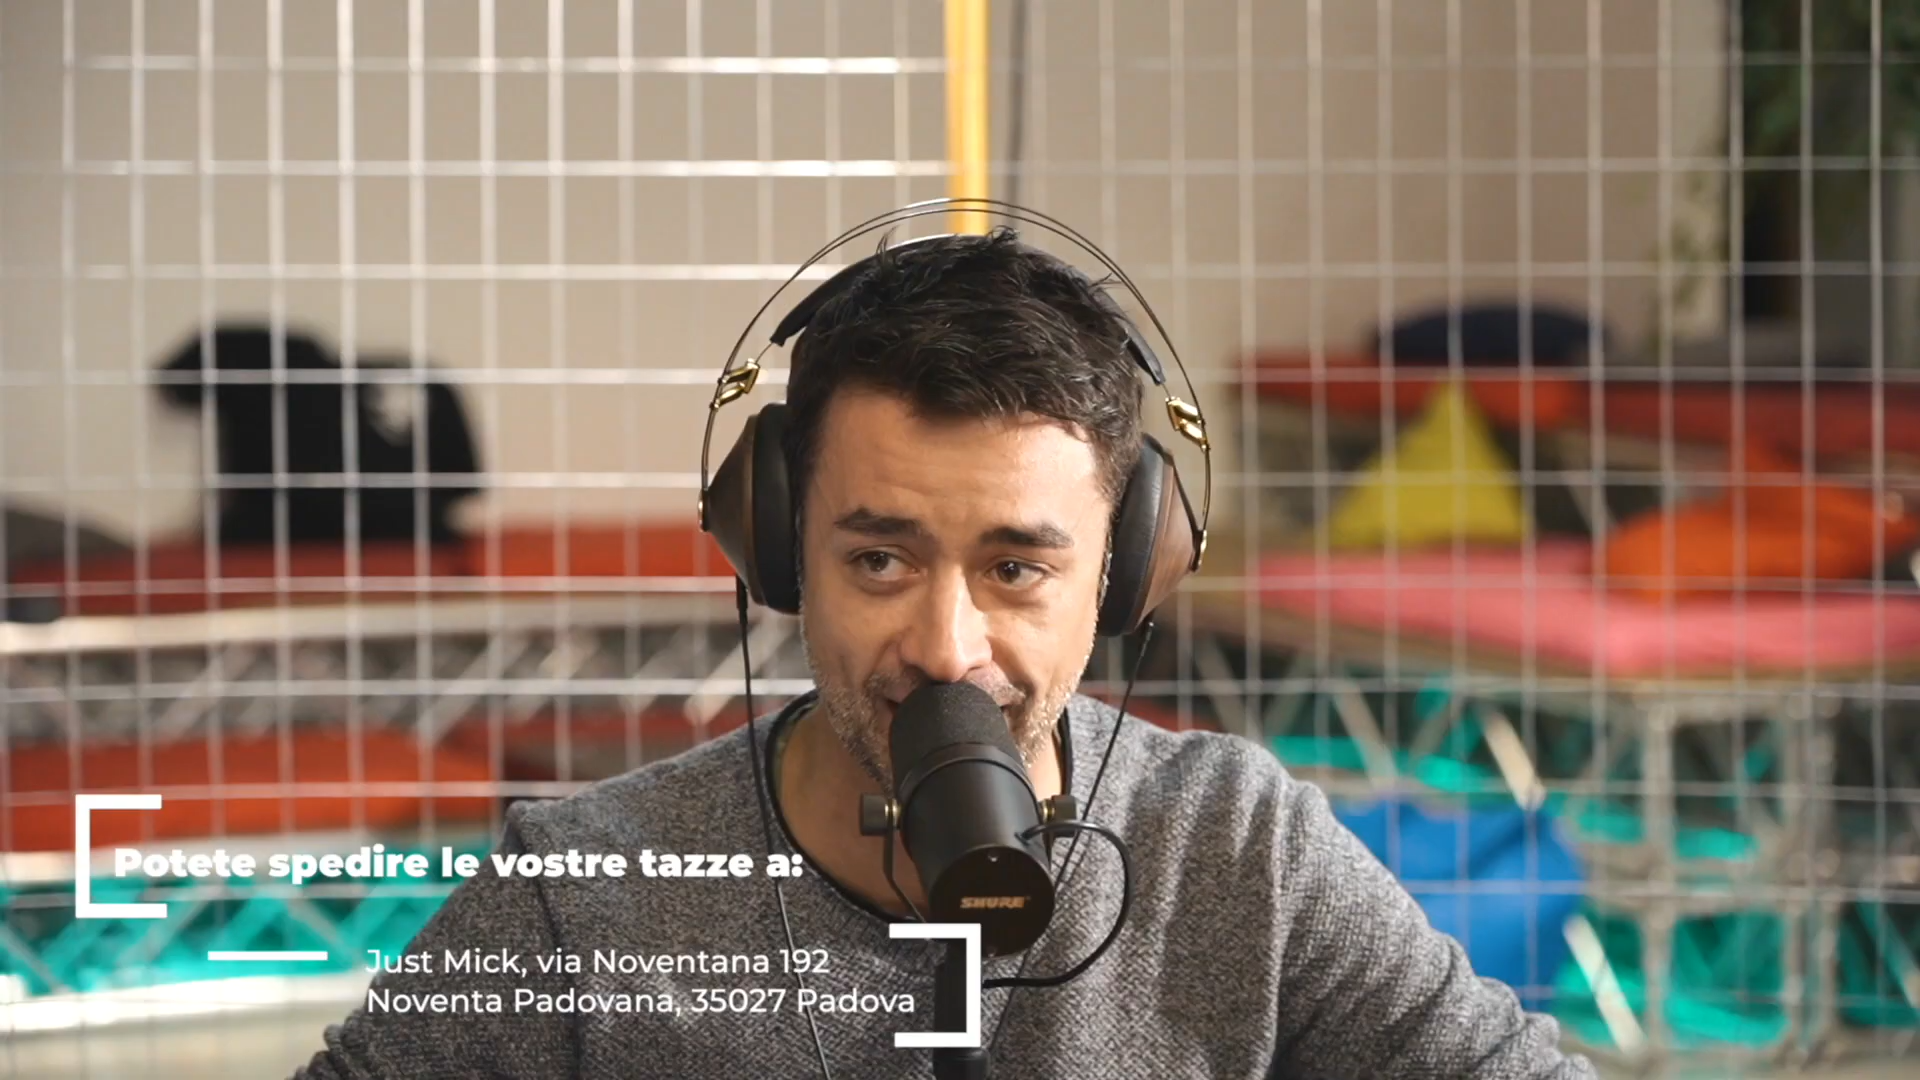 SHURE
Potete spedire le vostre tazze a:
Just Mick, via Noventana 192
Noventa Padovana, 35027 Padova